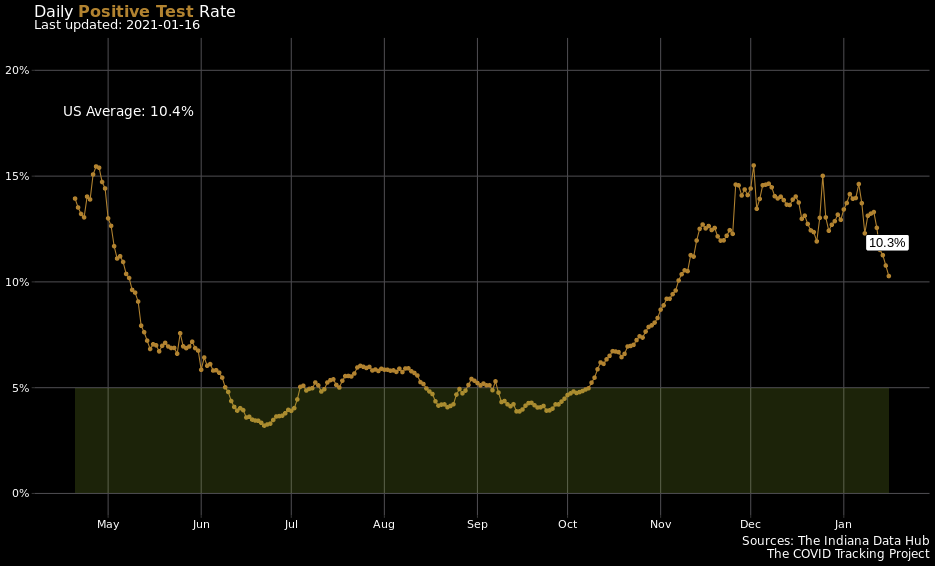 Daily Positive Test Rate
Last updated: 2021-01-16
20%
US Average: 10.4%
15%
10.3%
10%
5%
0%
May Jun Jul Aug Sep Oct Nov Dec Jan
Sources: The Indiana Data Hub
The COVID Tracking Project